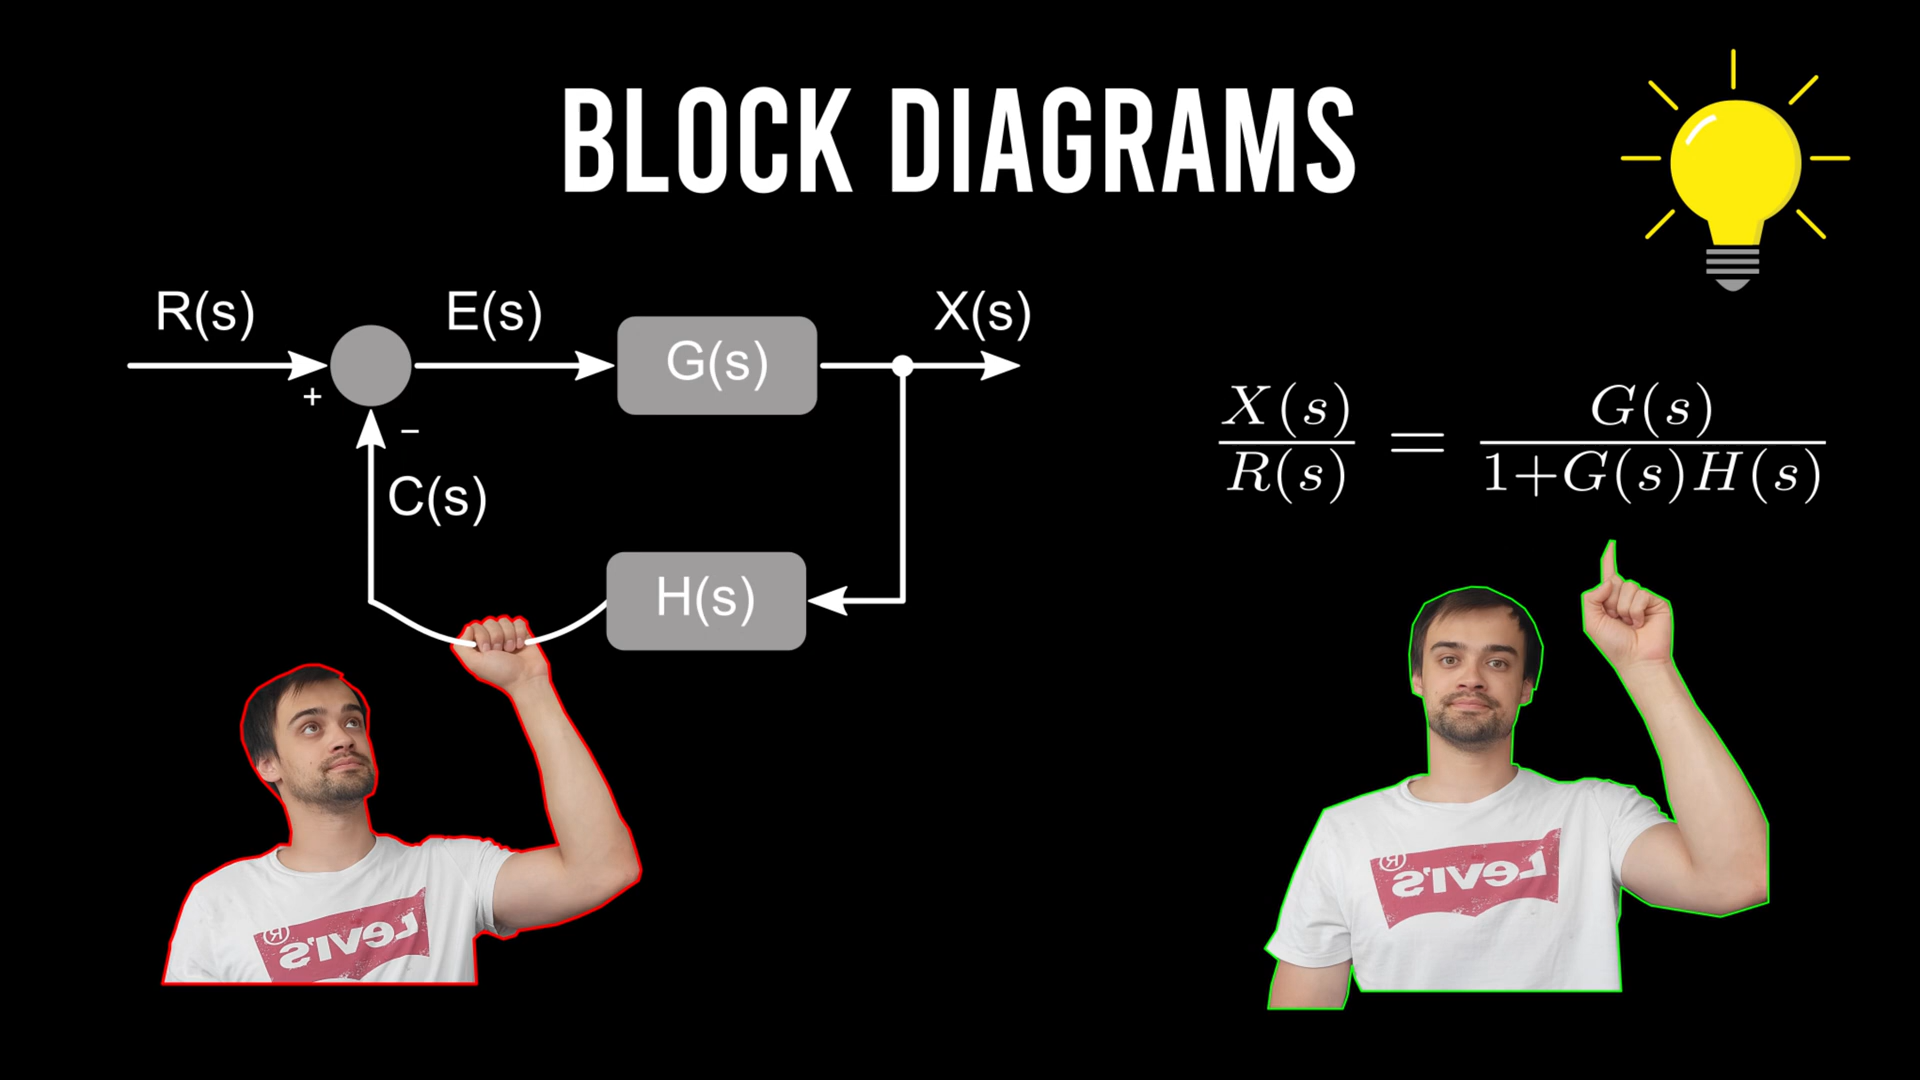 BLOCK DIAGRAMS
R(s)
E(s)
X(s)
G(s)
+
−
C(s)
H(s)
X(s)
R(s)
=
G(s)
1+G(s)H(s)
Levi's
®
Levi's
®